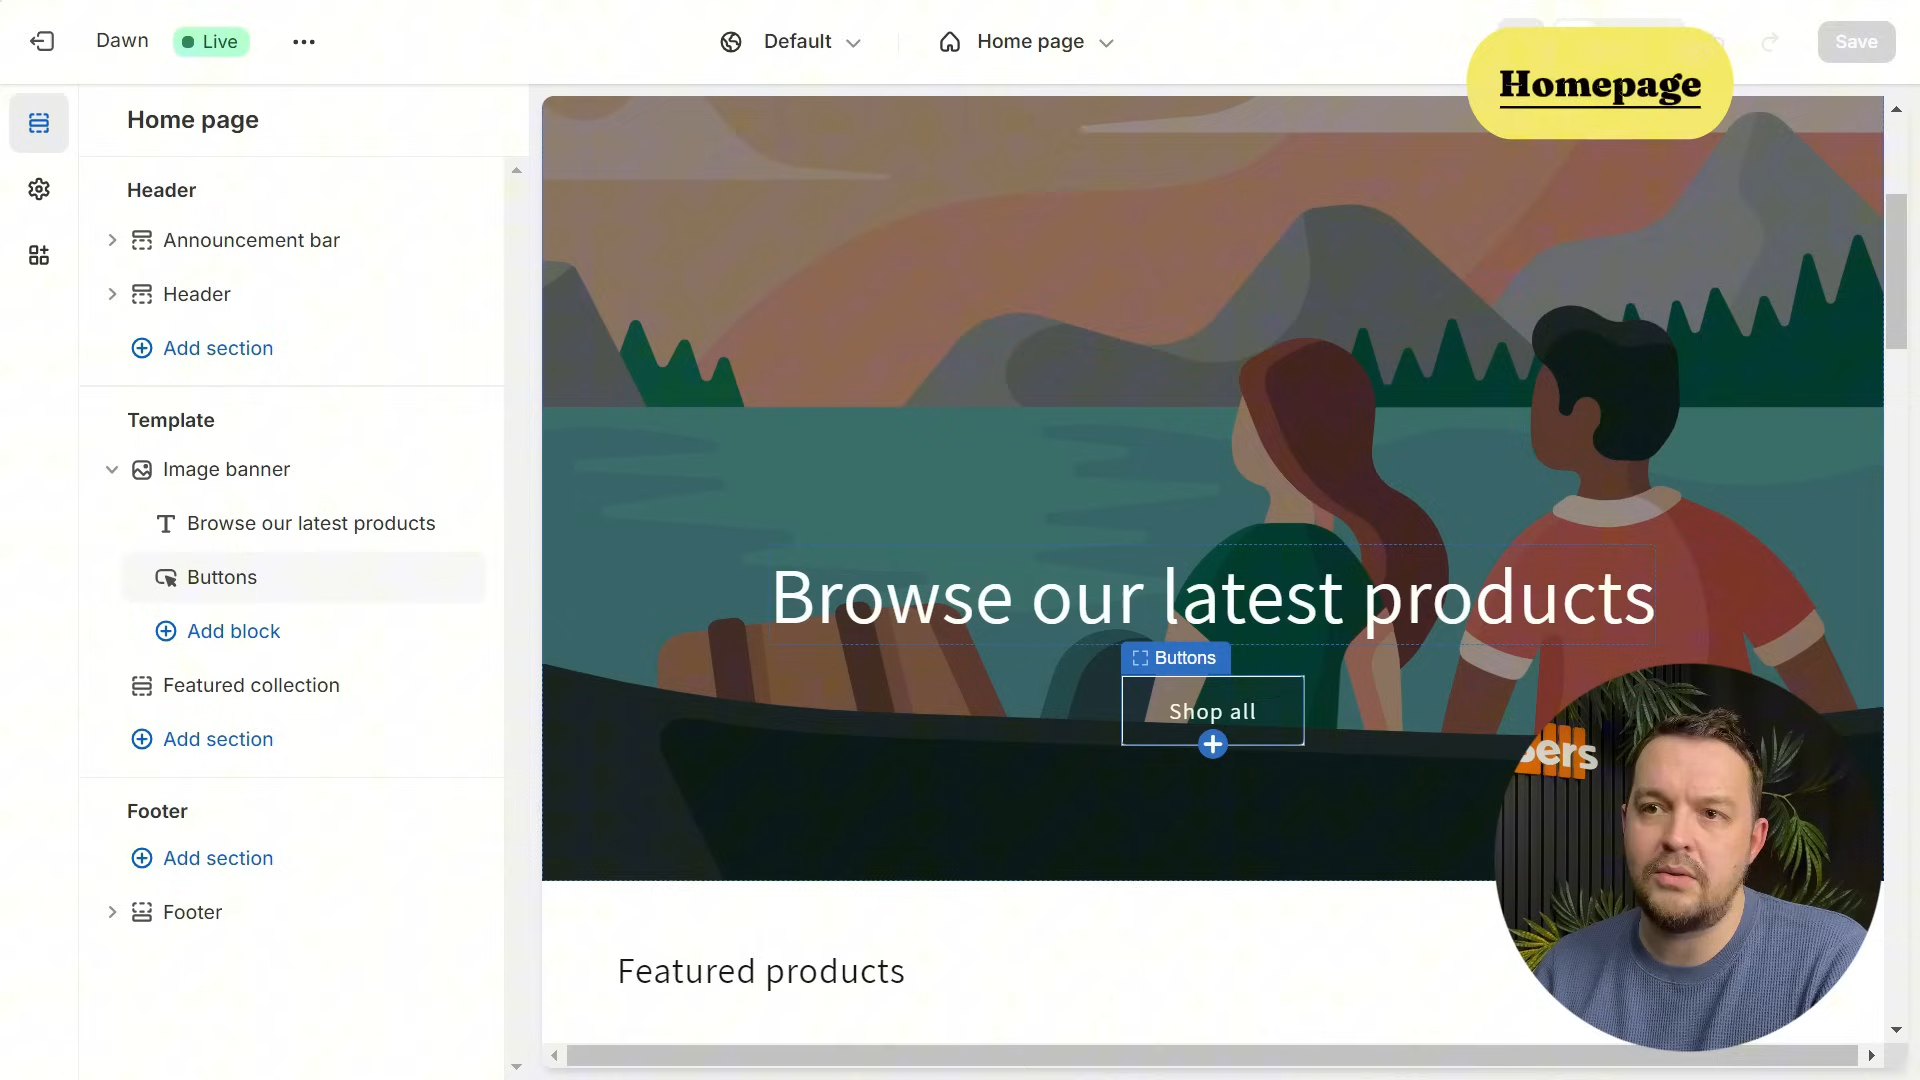 Dawn
Live
Default
Home page
Save
Homepage
Home page
Header
Announcement bar
Header
Add section
Template
Image banner
Browse our latest products
Buttons
Add block
Featured collection
Add section
Footer
Add section
Footer
Browse our latest products
Buttons
Shop all
Featured products